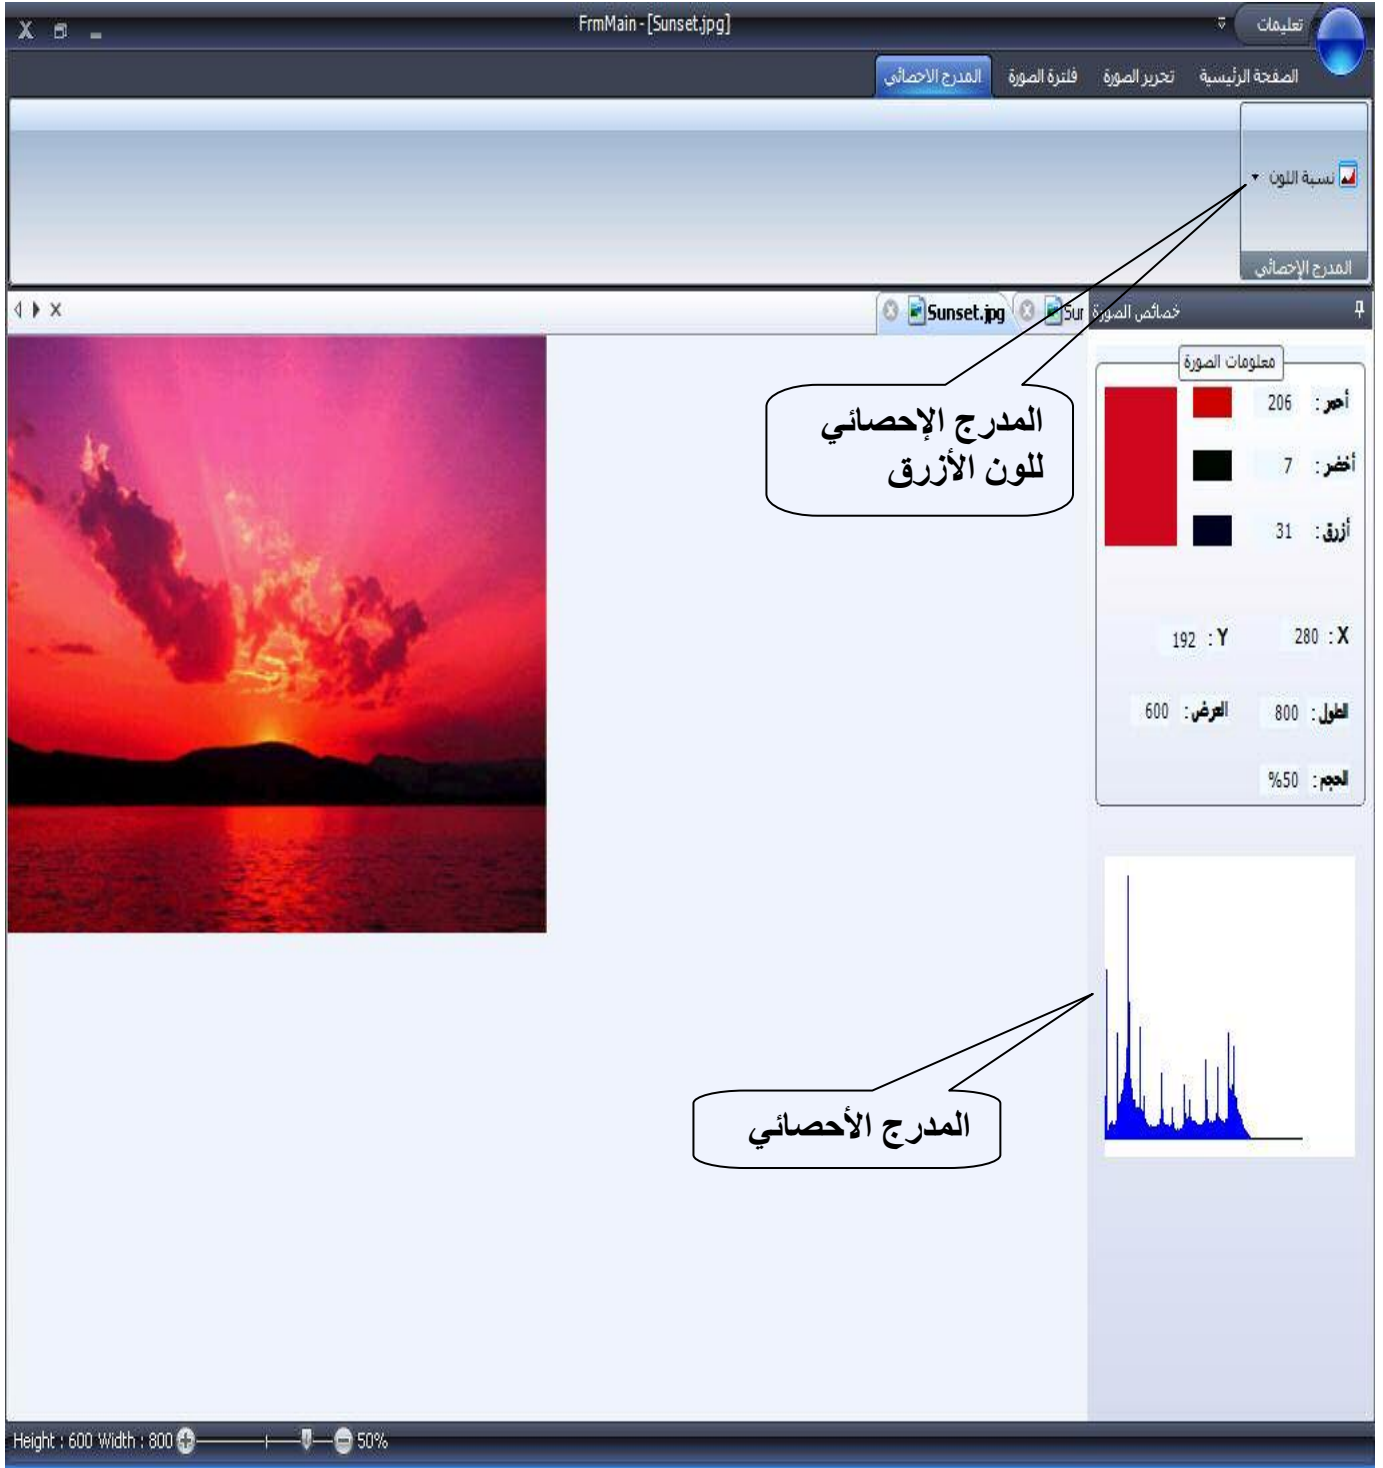 FrmMain - [Sunset.jpg]
تعليمات
الصفحة الرئيسية تحرير الصورة فلترة الصورة المدرج الاحصائي
نسبة اللون
المدرج الإحصائي
خصائص الصورة
Sur
Sunset.jpg
معلومات الصورة
أحمر : 206
أخضر : 7
أزرق : 31
X : 280 Y : 192
الطول : 800 العرض : 600
الحجم : 50%
المدرج الإحصائي
للون الأزرق
المدرج الأحصائي
Height : 600 Width : 800 50%